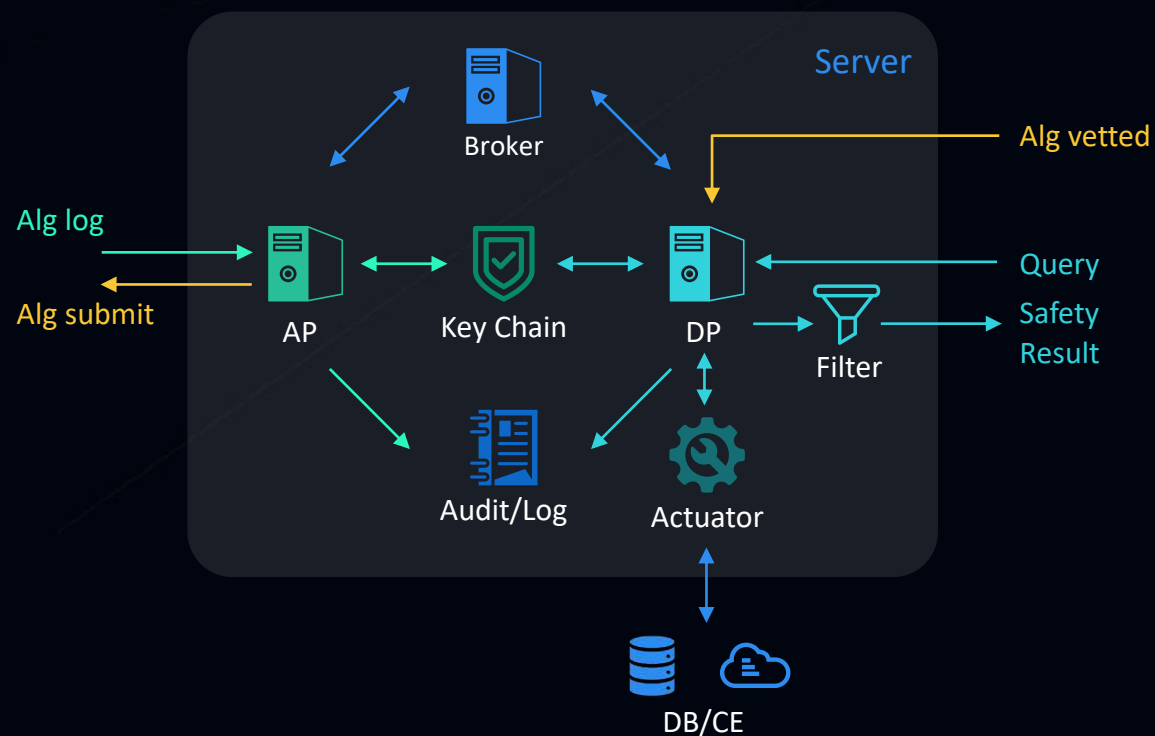 Server
Broker
Alg vetted
Alg log
Alg submit
AP
Key Chain
DP
Filter
Query
Safety
Result
Audit/Log
Actuator
DB/CE